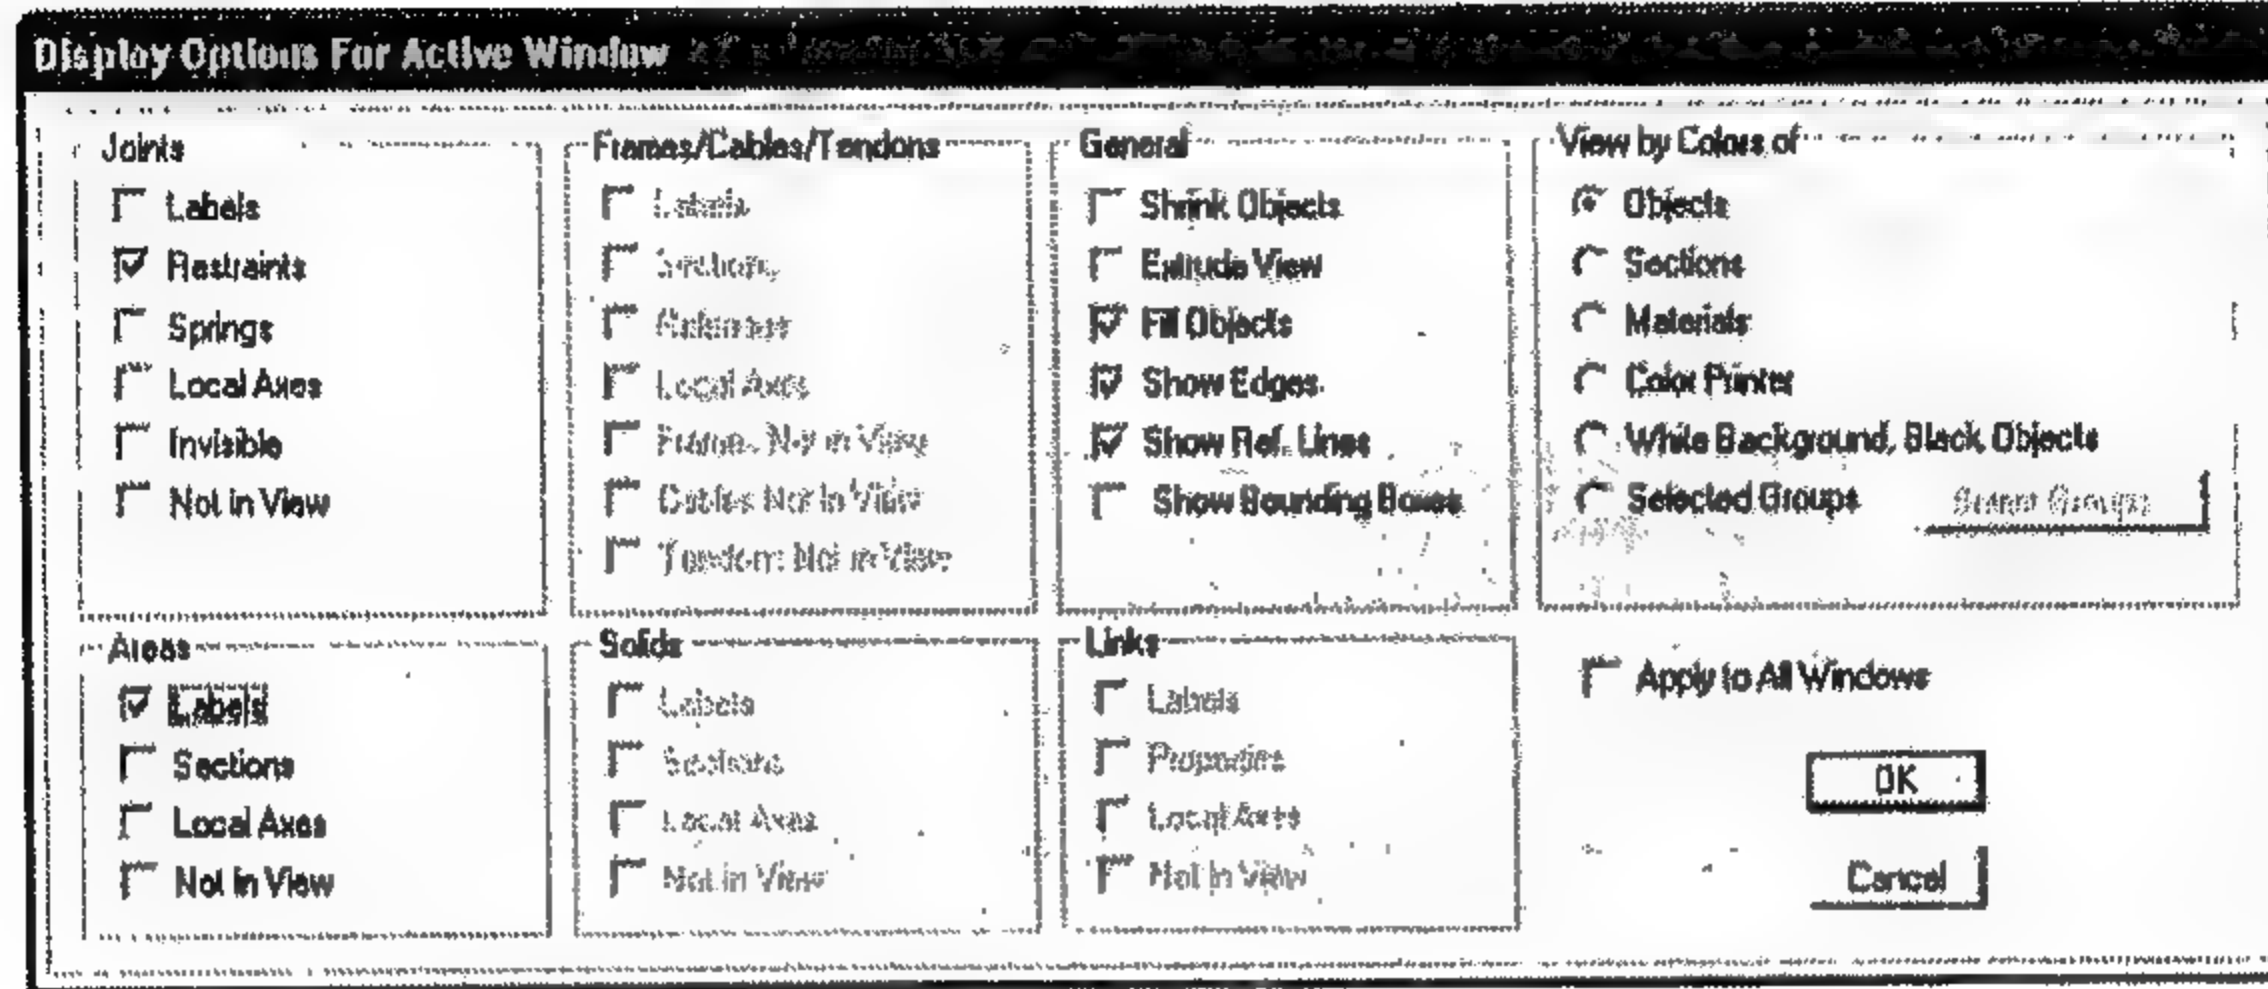 Display Options For Active Window
Joints
Labels
Restraints
Springs
Local Axes
Invisible
Not in View
Frames/Cables/Tendons
Labels
Sections
Releases
Local Axes
Frames Not in View
Cables Not in View
Tendons Not in View
General
Shrink Objects
Extrude View
Fill Objects
Show Edges
Show Ref. Lines
Show Bounding Boxes
View by Colors of
Objects
Sections
Materials
Color Printer
White Background, Black Objects
Selected Groups
Select Groups
Areas
Labels
Sections
Local Axes
Not in View
Solids
Labels
Sections
Local Axes
Not in View
Links
Labels
Properties
Local Axes
Not in View
Apply to All Windows
OK
Cancel